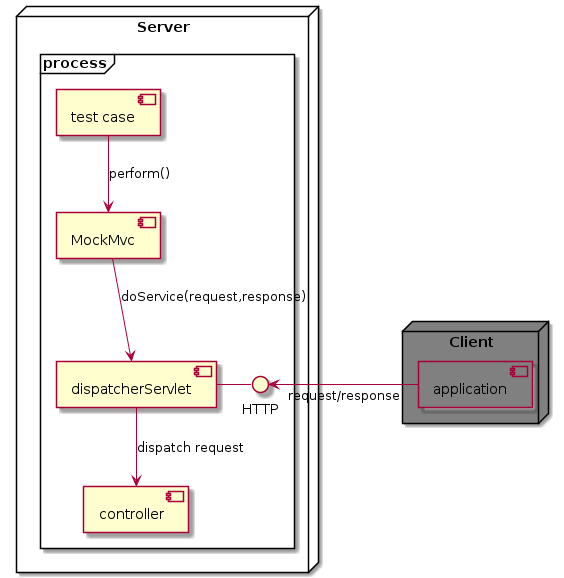 Server
process
test case
perform()
MockMvc
doService(request,response)
Client
dispatcherServlet
application
request/response
HTTP
dispatch request
controller